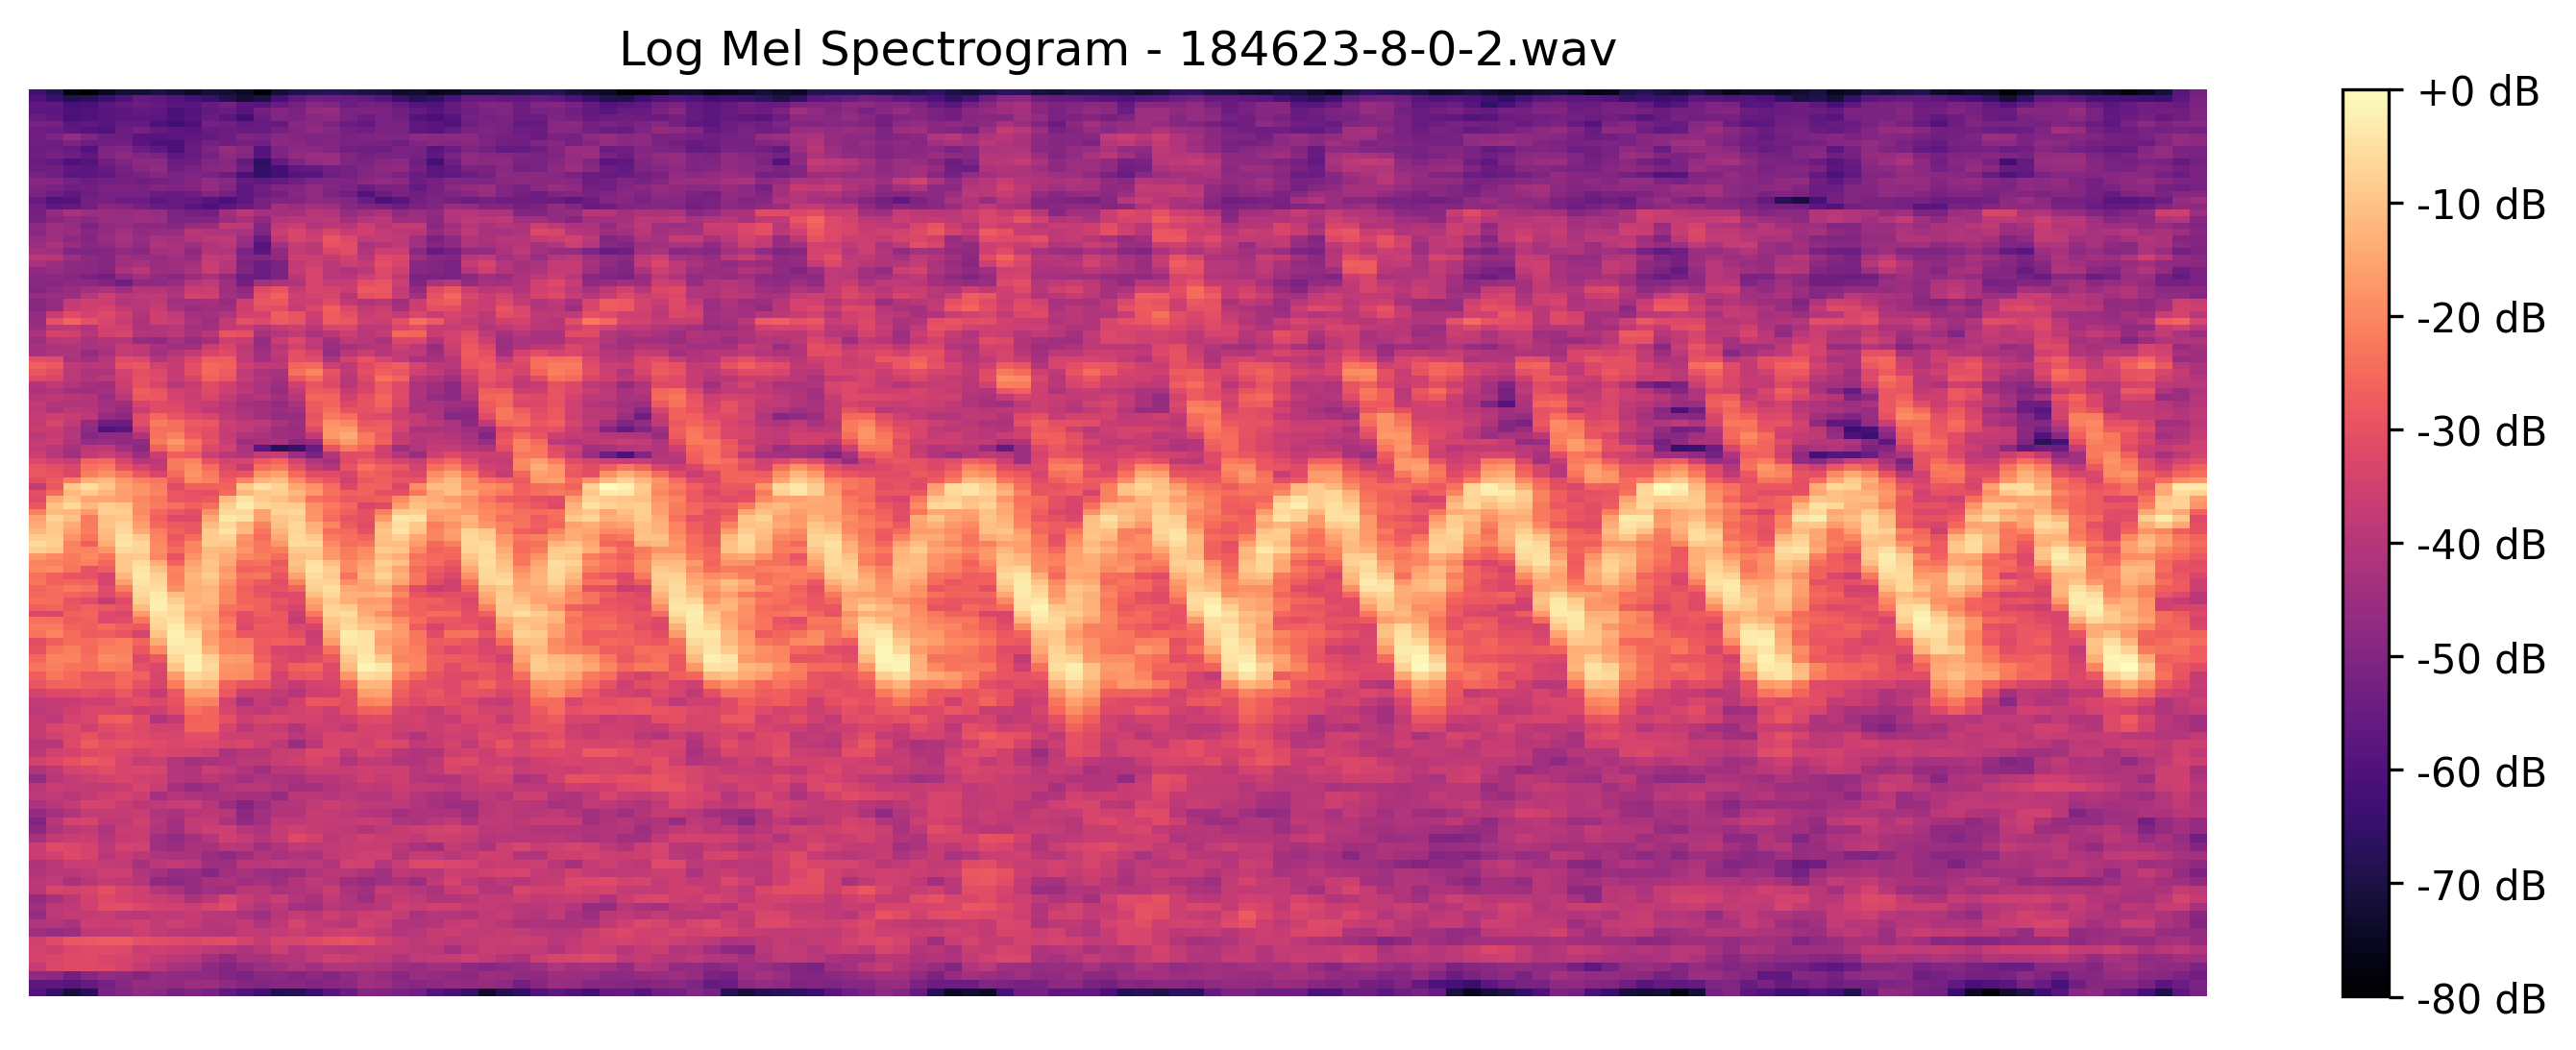 Log Mel Spectrogram - 184623-8-0-2.wav
+0 dB
-10 dB
-20 dB
-30 dB
-40 dB
-50 dB
-60 dB
-70 dB
-80 dB